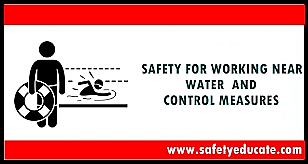 SAFETY FOR WORKING NEAR
WATER AND
CONTROL MEASURES
www.safetyeducate.com